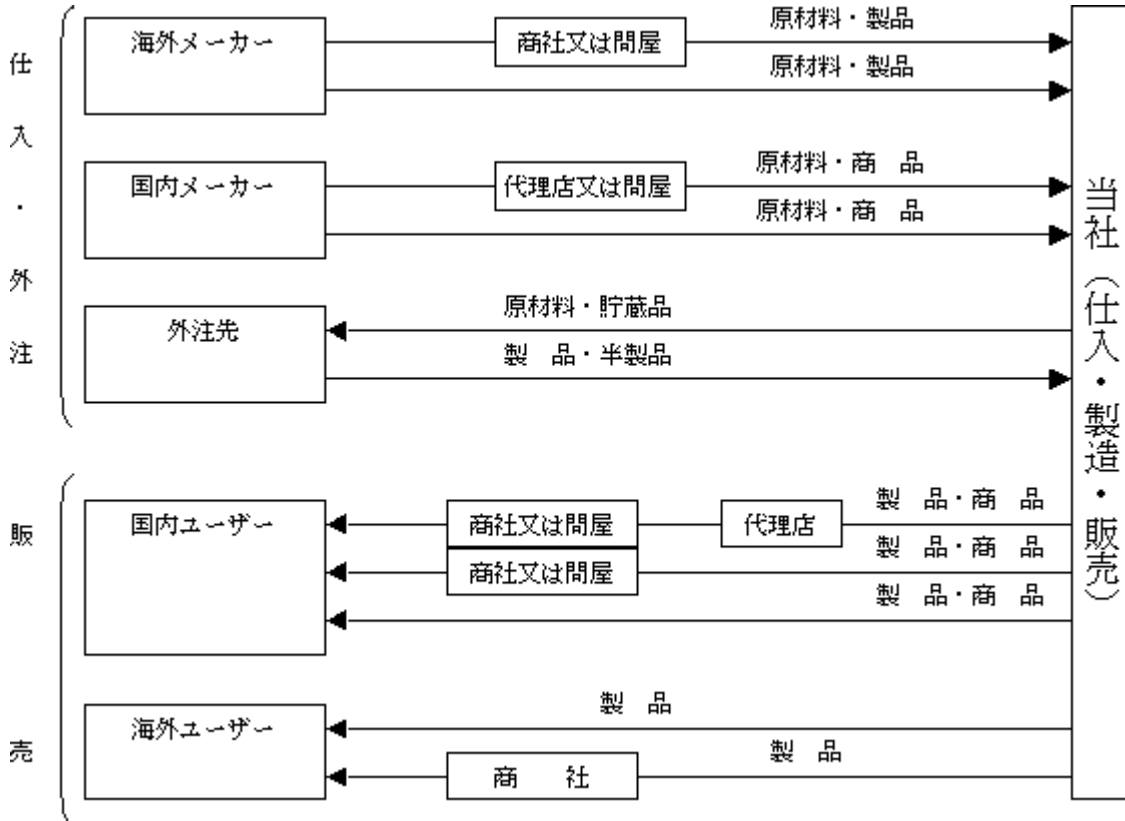 仕入・外注
海外メーカー
商社又は問屋
原材料・製品
原材料・製品
国内メーカー
代理店又は問屋
原材料・商　品
原材料・商　品
外注先
原材料・貯蔵品
製　品・半製品
当社（仕入・製造・販売）
販売
国内ユーザー
商社又は問屋
代理店
製　品・商　品
商社又は問屋
製　品・商　品
製　品・商　品
海外ユーザー
製　品
商　　社
製　品